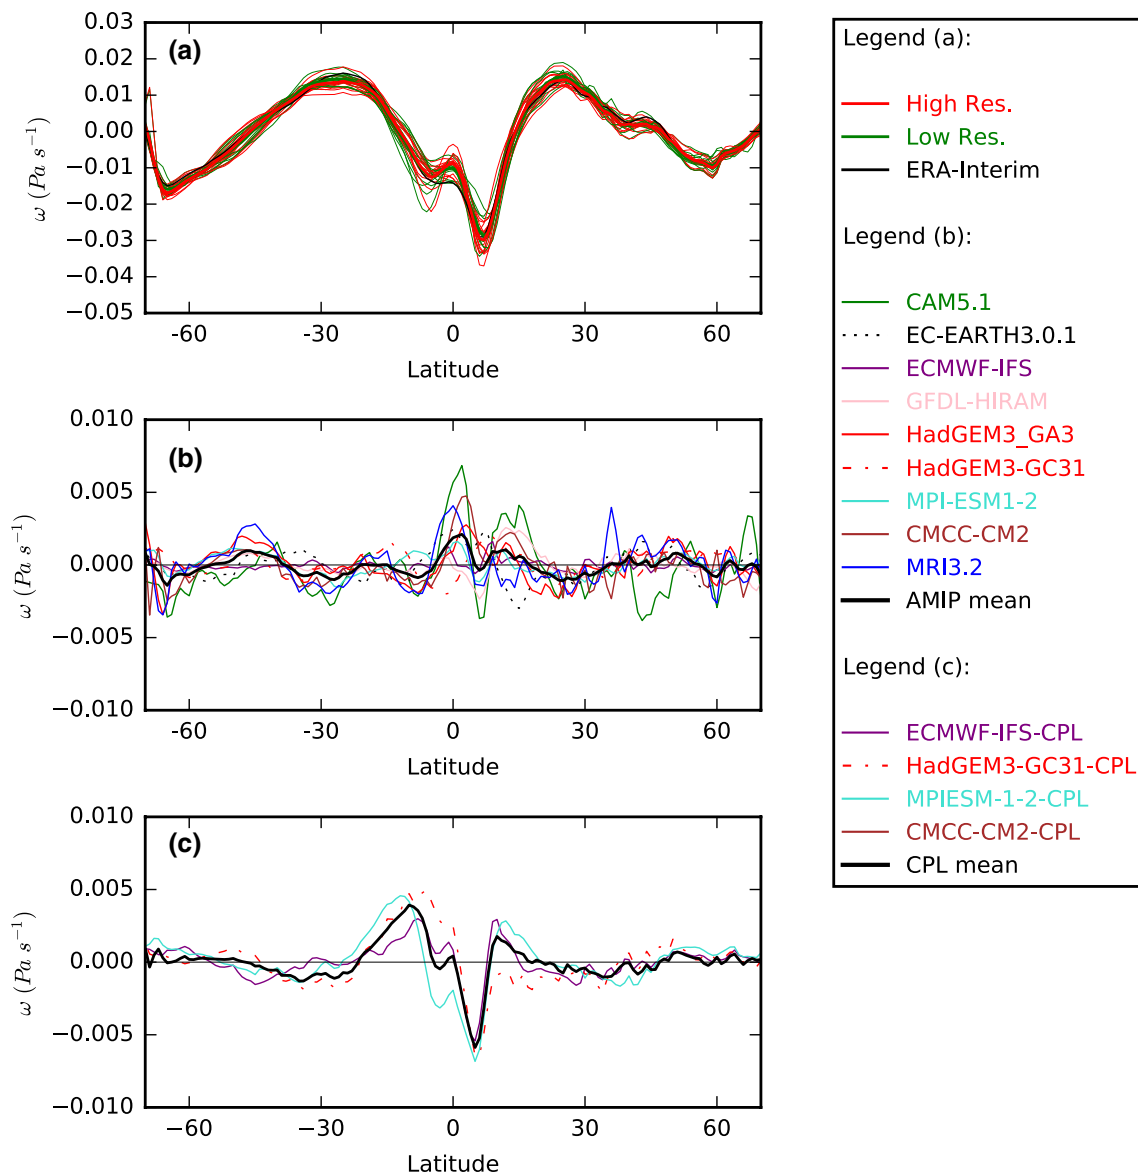 (a)
0.03
0.02
0.01
0.00
−0.01
−0.02
−0.03
−0.04
−0.05
ω (Pa s⁻¹)
-60
-30
0
30
60
Latitude
(b)
0.010
0.005
0.000
−0.005
−0.010
ω (Pa s⁻¹)
-60
-30
0
30
60
Latitude
(c)
0.010
0.005
0.000
−0.005
−0.010
ω (Pa s⁻¹)
−60
−30
0
30
60
Latitude
Legend (a):
High Res.
Low Res.
ERA-Interim
Legend (b):
CAM5.1
EC-EARTH3.0.1
ECMWF-IFS
GFDL-HIRAM
HadGEM3_GA3
HadGEM3-GC31
MPI-ESM1-2
CMCC-CM2
MRI3.2
AMIP mean
Legend (c):
ECMWF-IFS-CPL
HadGEM3-GC31-CPL
MPIESM-1-2-CPL
CMCC-CM2-CPL
CPL mean